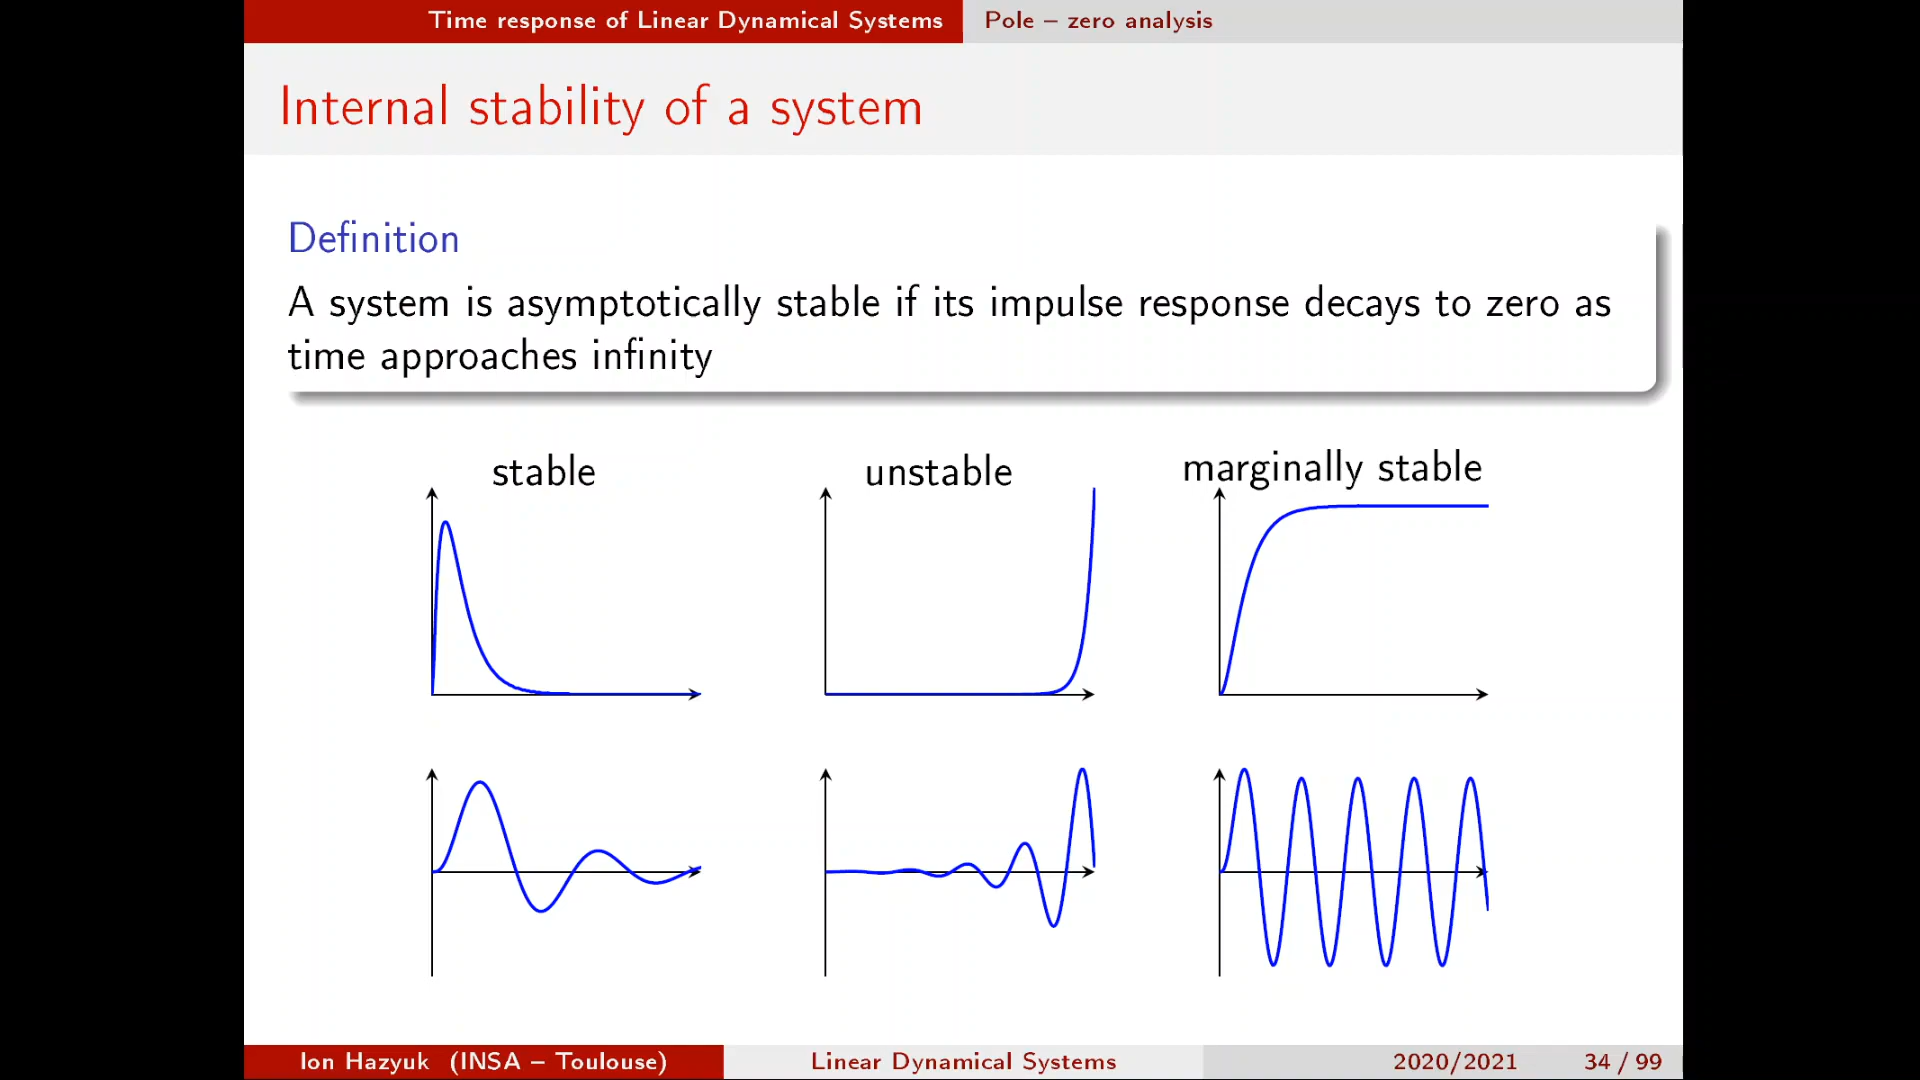 Time response of Linear Dynamical Systems
Pole – zero analysis
Internal stability of a system
Definition
A system is asymptotically stable if its impulse response decays to zero as
time approaches infinity
stable
unstable
marginally stable
Ion Hazyuk (INSA – Toulouse)
Linear Dynamical Systems
2020/2021
34 / 99